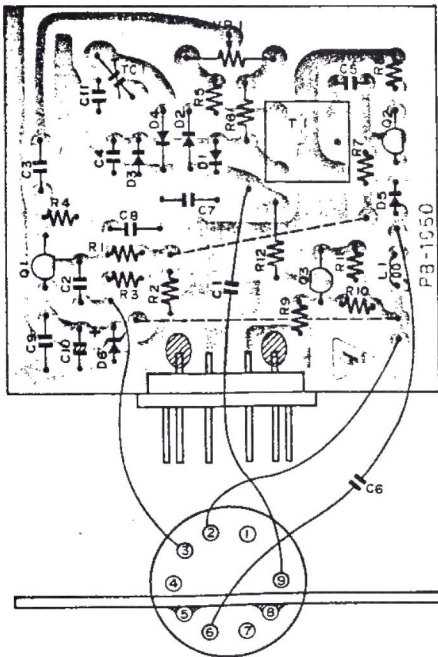 VR1
TC1
C11
R5
R6
C5
R
Q2
D4
D2
T1
C4
D3
D1
R7
C3
D5
R4
C7
C8
R1
R12
L1
PB-1050
Q1
C2
R3
R2
C1
Q3
R11
R10
R9
C9
C10
+
D6
C6
2
1
3
4
9
5
8
6
7